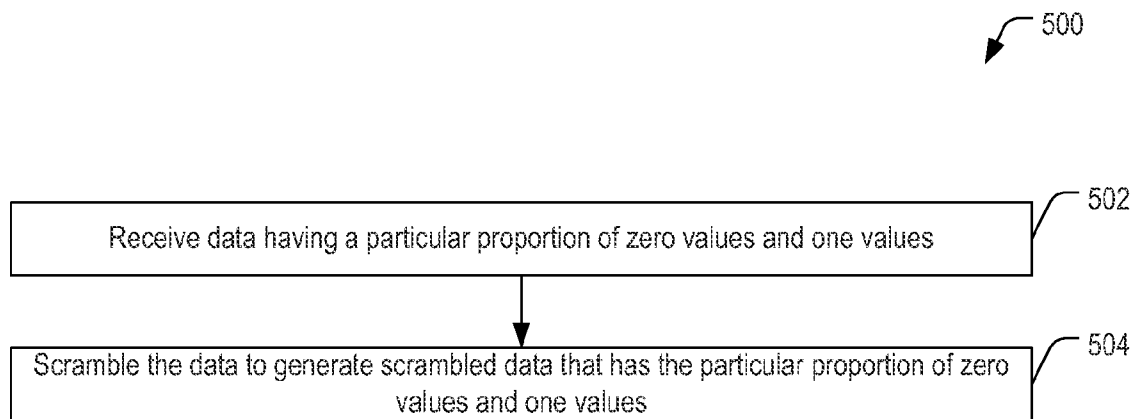 500
502
Receive data having a particular proportion of zero values and one values
504
Scramble the data to generate scrambled data that has the particular proportion of zero
values and one values